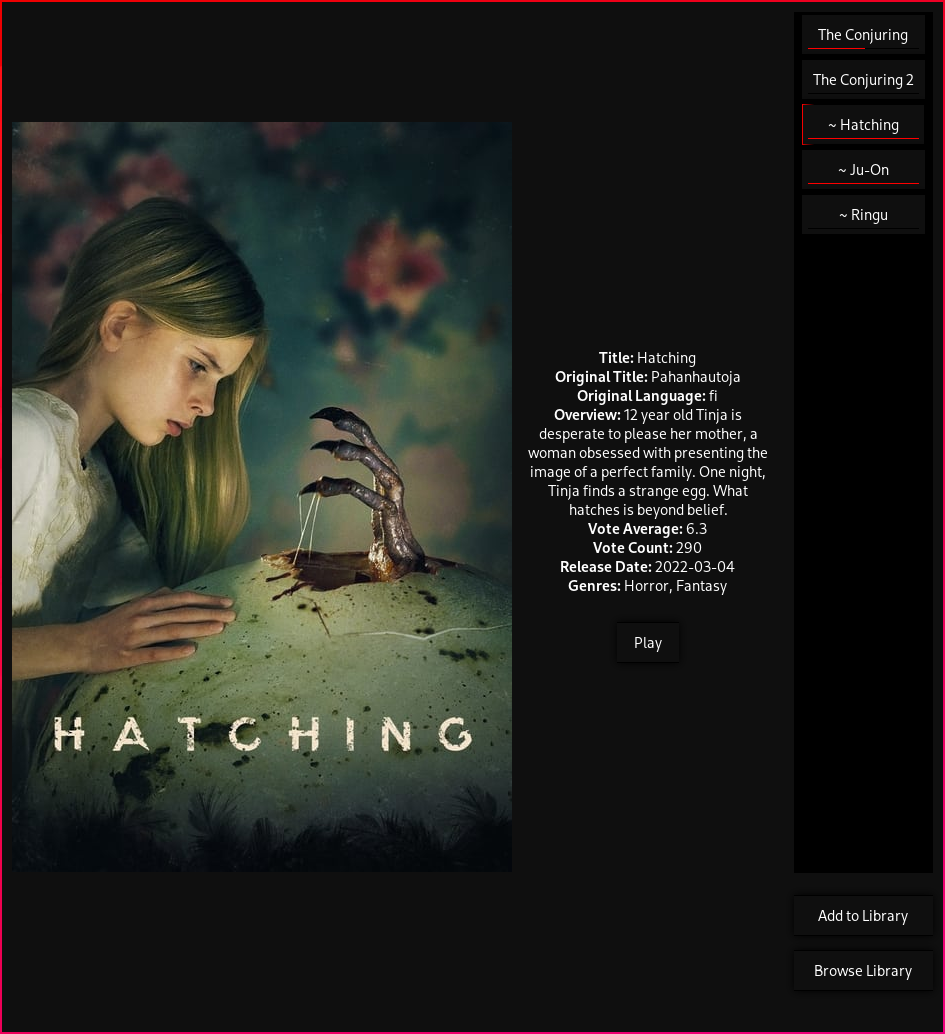 The Conjuring
The Conjuring 2
~ Hatching
~ Ju-On
~ Ringu
HATCHING
Title: Hatching
Original Title: Pahanhautoja
Original Language: fi
Overview: 12 year old Tinja is
desperate to please her mother, a
woman obsessed with presenting the
image of a perfect family. One night,
Tinja finds a strange egg. What
hatches is beyond belief.
Vote Average: 6.3
Vote Count: 290
Release Date: 2022-03-04
Genres: Horror, Fantasy
Play
Add to Library
Browse Library